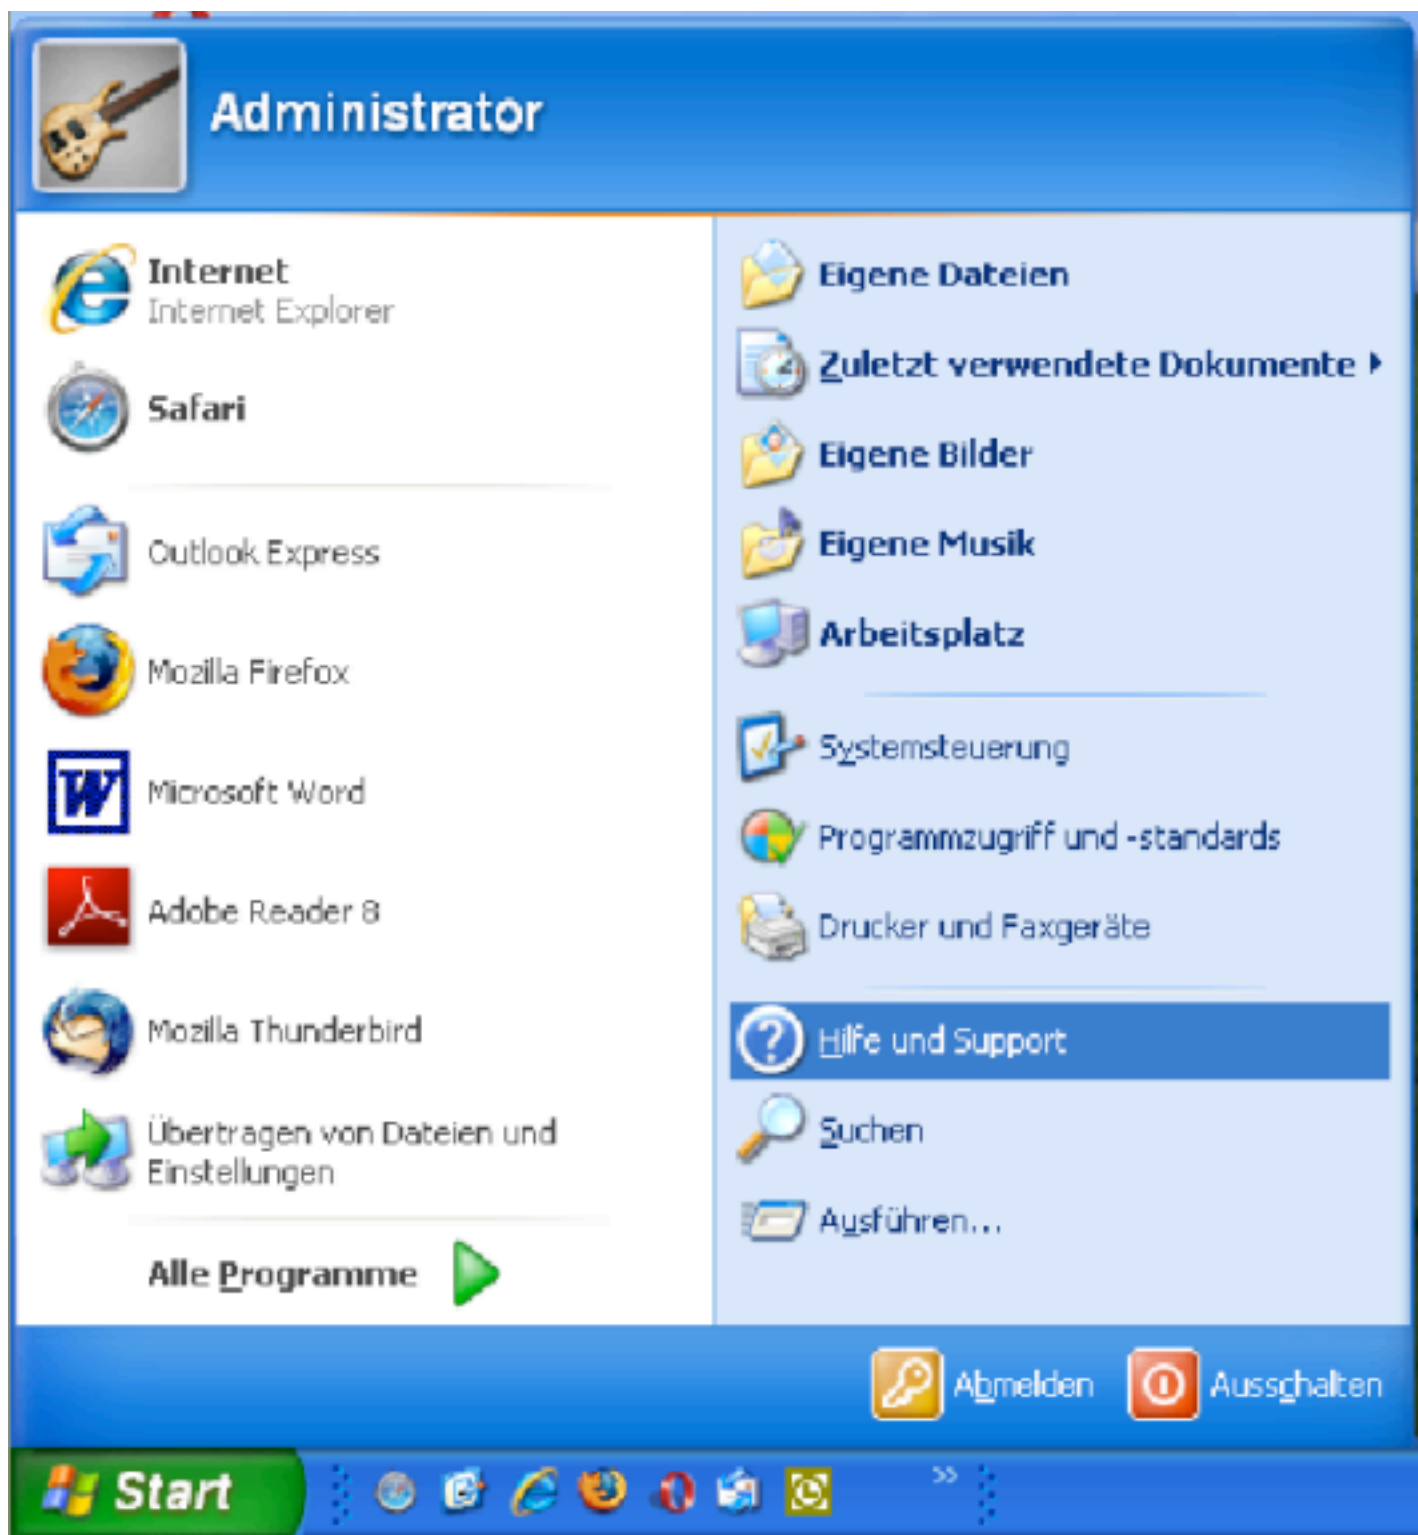 Administrator
Internet
Internet Explorer
Safari
Outlook Express
Mozilla Firefox
Microsoft Word
Adobe Reader 8
Mozilla Thunderbird
Übertragen von Dateien und
Einstellungen
Alle Programme
Eigene Dateien
Zuletzt verwendete Dokumente
Eigene Bilder
Eigene Musik
Arbeitsplatz
Systemsteuerung
Programmzugriff und -standards
Drucker und Faxgeräte
Hilfe und Support
Suchen
Ausführen...
Abmelden
Ausschalten
Start